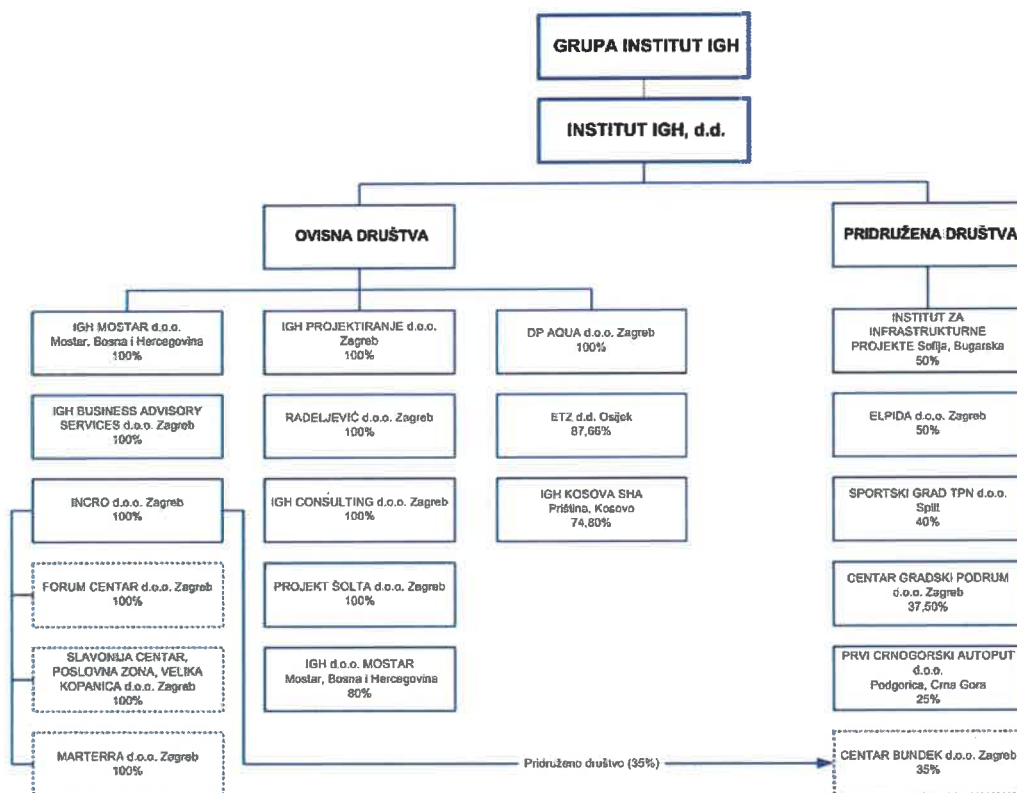 GRUPA INSTITUT IGH
INSTITUT IGH, d.d.
OVISNA DRUŠTVA
PRIDRUŽENA DRUŠTVA
IGH MOSTAR d.o.o.
Mostar, Bosna i Hercegovina
100%
IGH BUSINESS ADVISORY
SERVICES d.o.o. Zagreb
100%
INCRO d.o.o. Zagreb
100%
FORUM CENTAR d.o.o. Zagreb
100%
SLAVONIJA CENTAR,
POSLOVNA ZONA, VELIKA
KOPANICA d.o.o. Zagreb
100%
MARTERRA d.o.o. Zagreb
100%
IGH PROJEKTIRANJE d.o.o.
Zagreb
100%
RADELJEVIĆ d.o.o. Zagreb
100%
IGH CONSULTING d.o.o. Zagreb
100%
PROJEKT ŠOLTA d.o.o. Zagreb
100%
IGH d.o.o. MOSTAR
Mostar, Bosna i Hercegovina
80%
DP AQUA d.o.o. Zagreb
100%
ETZ d.d. Osijek
87,66%
IGH KOSOVA SHA
Priština, Kosovo
74,80%
INSTITUT ZA
INFRASTRUKTURNE
PROJEKTE Sofija, Bugarska
50%
ELPIDA d.o.o. Zagreb
50%
SPORTSKI GRAD TPN d.o.o.
Split
40%
CENTAR GRADSKI PODRUM
d.o.o. Zagreb
37,50%
PRVI CRNOGORSKI AUTOPUT
d.o.o.
Podgorica, Crna Gora
25%
Pridruženo društvo (35%)
CENTAR BUNDEK d.o.o. Zagreb
35%